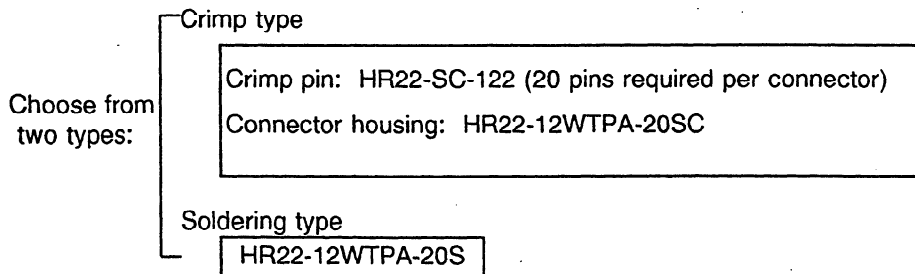 Crimp type
Crimp pin: HR22-SC-122 (20 pins required per connector)
Choose from
two types:
Connector housing: HR22-12WTPA-20SC
Soldering type
HR22-12WTPA-20S